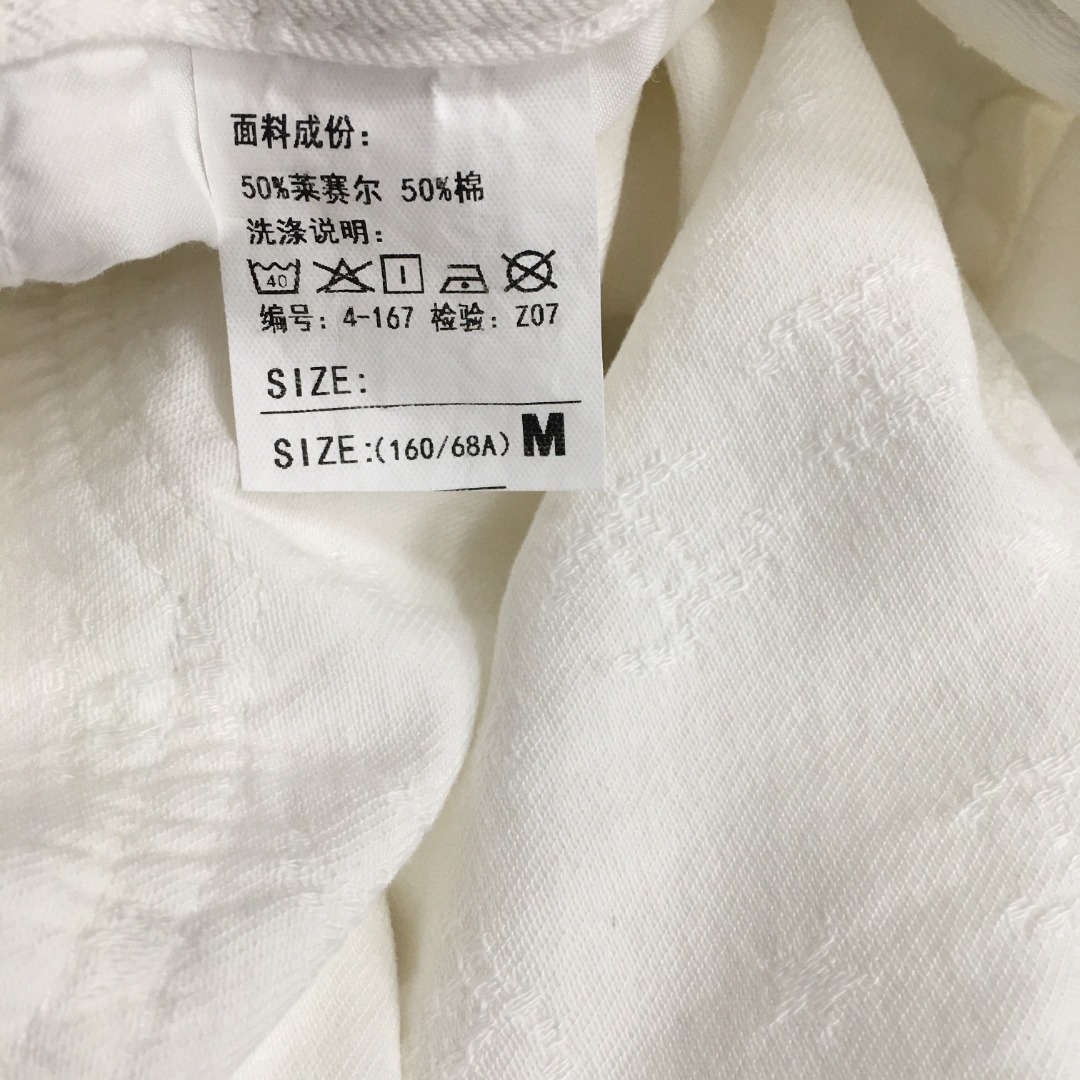 面料成份：
50%莱赛尔 50%棉
洗涤说明：
40
编号：4-167 检验：Z07
SIZE：
SIZE：(160/68A) M